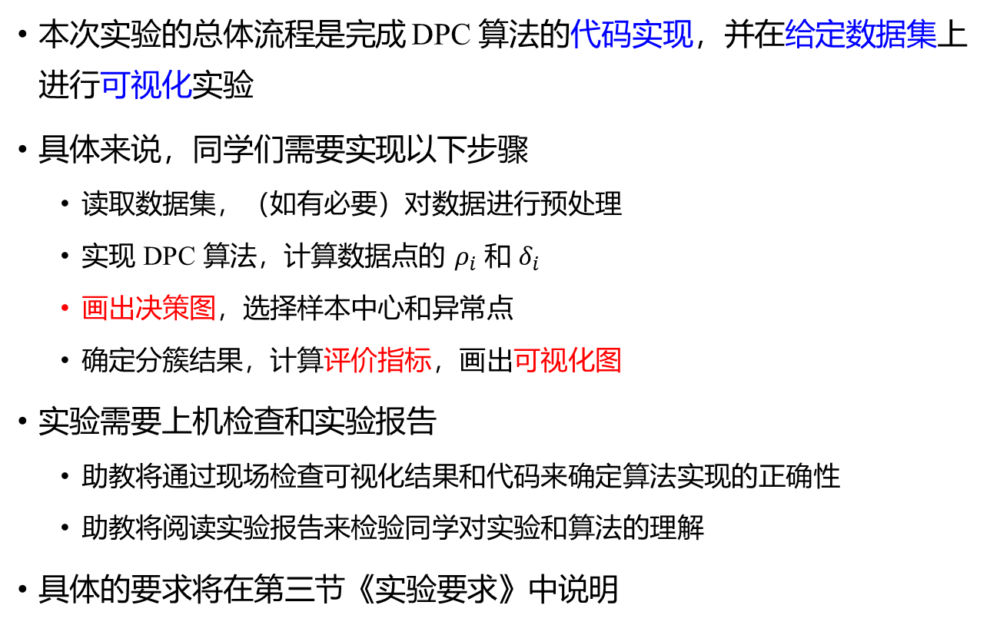 • 本次实验的总体流程是完成 DPC 算法的代码实现，并在给定数据集上
进行可视化实验
• 具体来说，同学们需要实现以下步骤
• 读取数据集，（如有必要）对数据进行预处理
• 实现 DPC 算法，计算数据点的 ρᵢ 和 δᵢ
• 画出决策图，选择样本中心和异常点
• 确定分簇结果，计算评价指标，画出可视化图
• 实验需要上机检查和实验报告
• 助教将通过现场检查可视化结果和代码来确定算法实现的正确性
• 助教将阅读实验报告来检验同学对实验和算法的理解
• 具体的要求将在第三节《实验要求》中说明